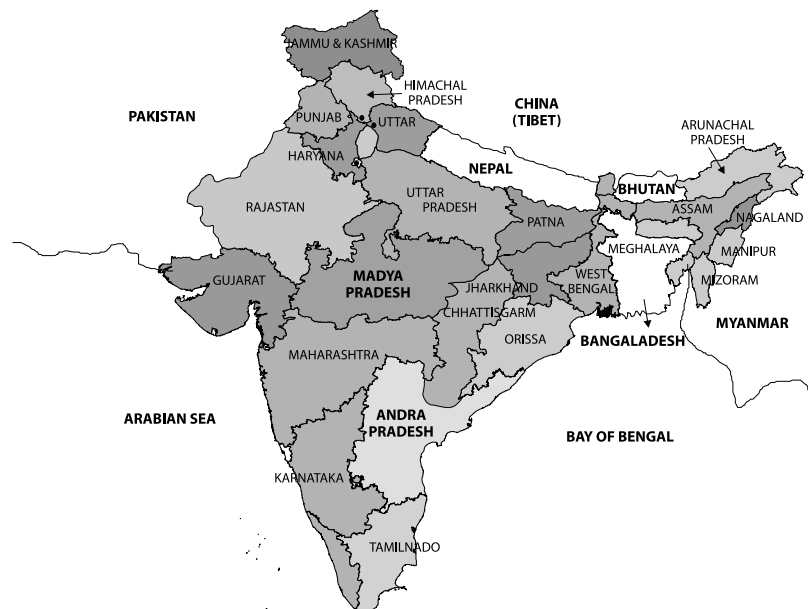 JAMMU & KASHMIR
HIMACHAL
PRADESH
PAKISTAN
PUNJAB
UTTAR
CHINA
(TIBET)
ARUNACHAL
PRADESH
HARYANA
NEPAL
BHUTAN
RAJASTAN
UTTAR
PRADESH
PATNA
ASSAM
NAGALAND
MEGHALAYA
MANIPUR
GUJARAT
MADYA
PRADESH
JHARKHAND
WEST
BENGAL
MIZORAM
CHHATTISGARM
ORISSA
BANGALADESH
MYANMAR
MAHARASHTRA
ARABIAN SEA
ANDRA
PRADESH
BAY OF BENGAL
KARNATAKA
TAMILNADO